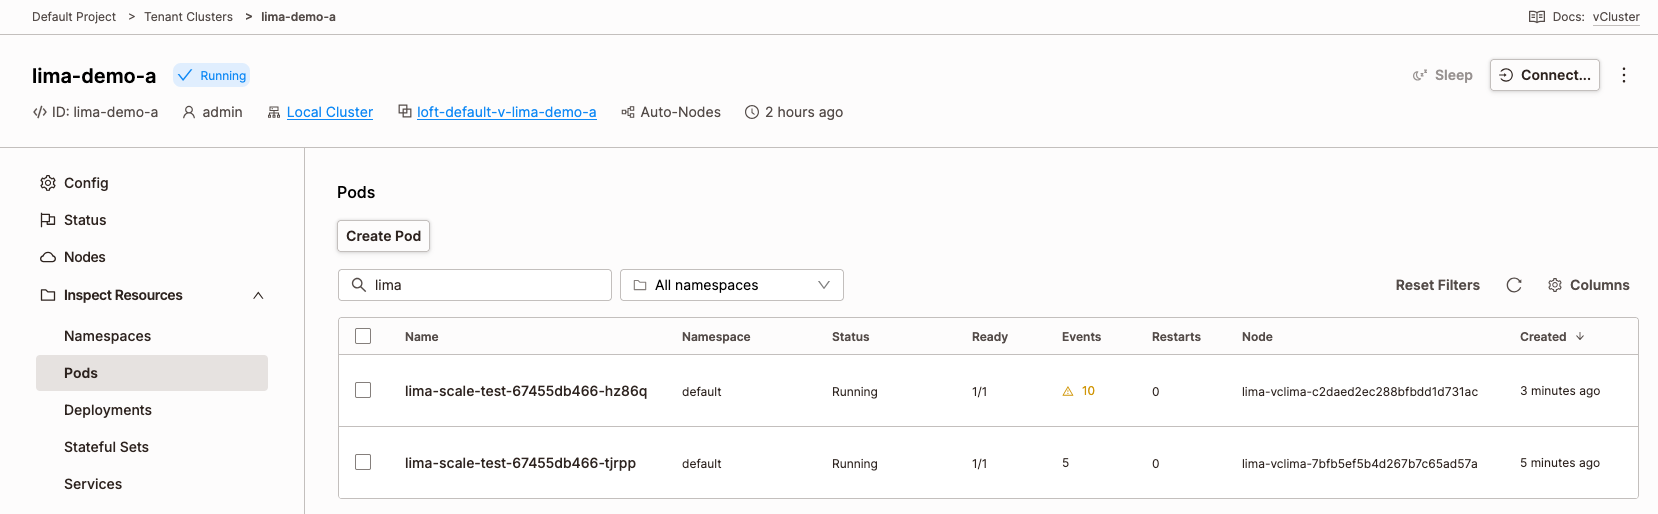 Default Project > Tenant Clusters > lima-demo-a
Docs: vCluster
lima-demo-a Running
Sleep Connect...
ID: lima-demo-a admin Local Cluster loft-default-v-lima-demo-a Auto-Nodes 2 hours ago
Config
Status
Nodes
Inspect Resources
Namespaces
Pods
Deployments
Stateful Sets
Services
Pods
Create Pod
lima All namespaces Reset Filters Columns
Name Namespace Status Ready Events Restarts Node Created
lima-scale-test-67455db466-hz86q default Running 1/1 10 0 lima-vclima-c2daed2ec288bfbdd1d731ac 3 minutes ago
lima-scale-test-67455db466-tjrpp default Running 1/1 5 0 lima-vclima-7bfb5ef5b4d267b7c65ad57a 5 minutes ago